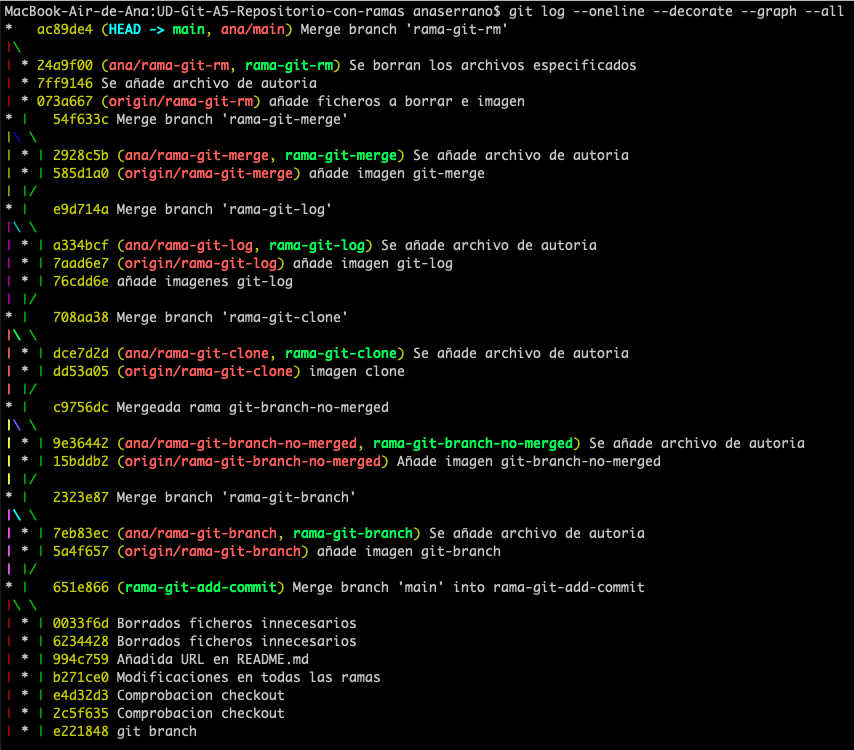 MacBook-Air-de-Ana:UD-Git-A5-Repositorio-con-ramas anaserrano$ git log --oneline --decorate --graph --all
*   ac89de4 (HEAD -> main, ana/main) Merge branch 'rama-git-rm'
|\
| * 24a9f00 (ana/rama-git-rm, rama-git-rm) Se borran los archivos especificados
| * 7ff9146 Se añade archivo de autoria
| * 073a667 (origin/rama-git-rm) añade ficheros a borrar e imagen
* |   54f633c Merge branch 'rama-git-merge'
|\ \
| * | 2928c5b (ana/rama-git-merge, rama-git-merge) Se añade archivo de autoria
| * | 585d1a0 (origin/rama-git-merge) añade imagen git-merge
| |/
* |   e9d714a Merge branch 'rama-git-log'
|\ \
| * | a334bcf (ana/rama-git-log, rama-git-log) Se añade archivo de autoria
| * | 7aad6e7 (origin/rama-git-log) añade imagen git-log
| * | 76cdd6e añade imagenes git-log
| |/
* |   708aa38 Merge branch 'rama-git-clone'
|\ \
| * | dce7d2d (ana/rama-git-clone, rama-git-clone) Se añade archivo de autoria
| * | dd53a05 (origin/rama-git-clone) imagen clone
| |/
* |   c9756dc Mergeada rama git-branch-no-merged
|\ \
| * | 9e36442 (ana/rama-git-branch-no-merged, rama-git-branch-no-merged) Se añade archivo de autoria
| * | 15bddb2 (origin/rama-git-branch-no-merged) Añade imagen git-branch-no-merged
| |/
* |   2323e87 Merge branch 'rama-git-branch'
|\ \
| * | 7eb83ec (ana/rama-git-branch, rama-git-branch) Se añade archivo de autoria
| * | 5a4f657 (origin/rama-git-branch) añade imagen git-branch
| |/
* |   651e866 (rama-git-add-commit) Merge branch 'main' into rama-git-add-commit
|\ \
| * | 0033f6d Borrados ficheros innecesarios
| * | 6234428 Borrados ficheros innecesarios
| * | 994c759 Añadida URL en README.md
| * | b271ce0 Modificaciones en todas las ramas
| * | e4d32d3 Comprobacion checkout
| * | 2c5f635 Comprobacion checkout
| * | e221848 git branch